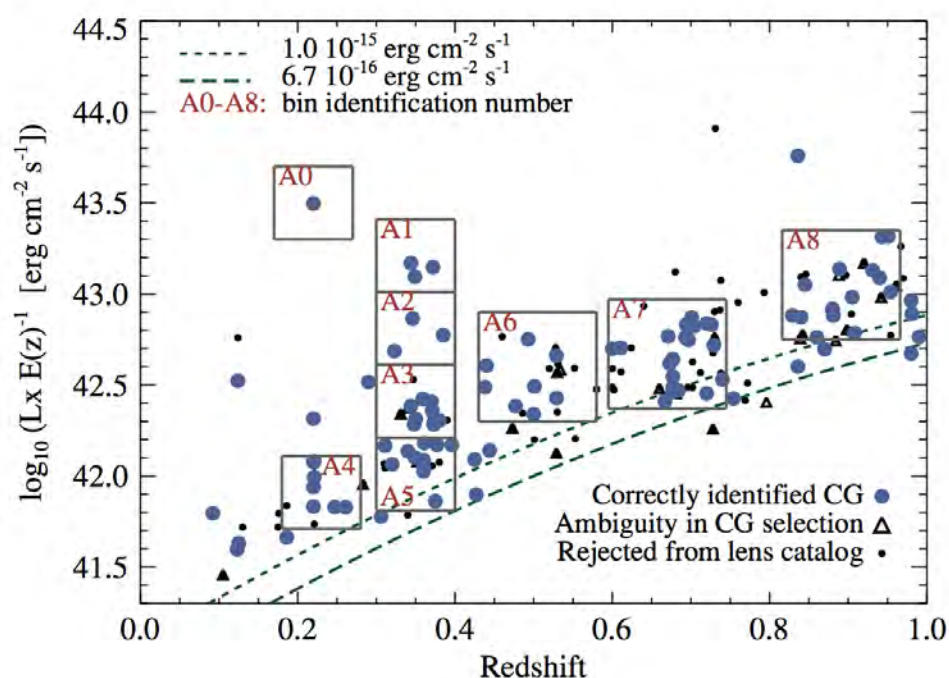 44.5
44.0
43.5
43.0
42.5
42.0
41.5
log₁₀ (Lx E(z)⁻¹ [erg cm⁻² s⁻¹]
1.0 10⁻¹⁵ erg cm⁻² s⁻¹
6.7 10⁻¹⁶ erg cm⁻² s⁻¹
A0-A8: bin identification number
A0
A1
A2
A3
A4
A5
A6
A7
A8
Correctly identified CG
Ambiguity in CG selection
Rejected from lens catalog
0.0 0.2 0.4 0.6 0.8 1.0
Redshift